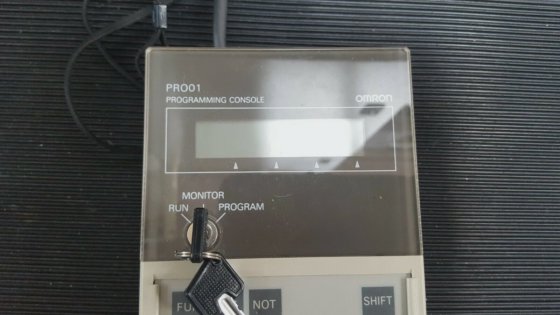 PRO01
PROGRAMMING CONSOLE
OMRON
MONITOR
RUN
PROGRAM
NOT
SHIFT